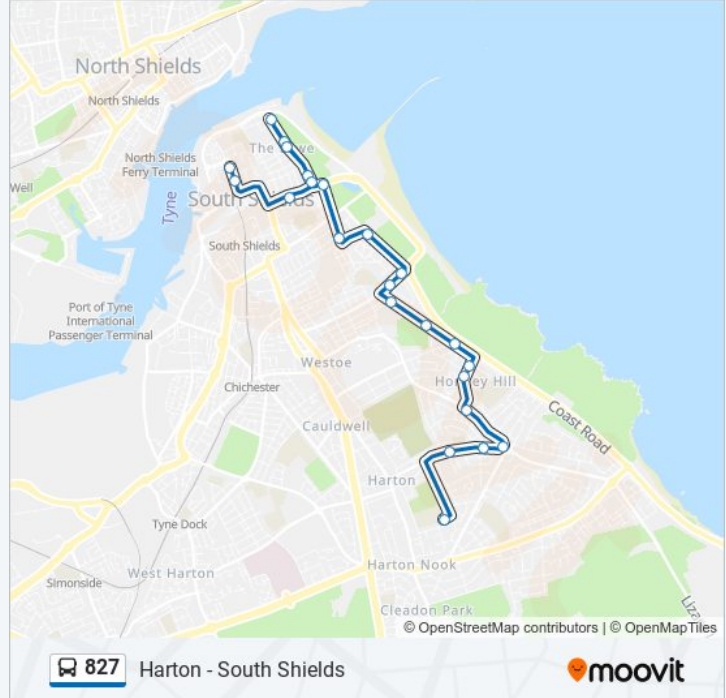 North Shields
North Shields
North Shields
Ferry Terminal
Well
Tyne
The Lawe
South Shields
South Shields
Port of Tyne
International
Passenger Terminal
Westoe
Chichester
Horsley Hill
Coast Road
Cauldwell
Harton
Tyne Dock
West Harton
Harton Nook
Simonside
Cleadon Park
Liza
© OpenStreetMap contributors | © OpenMapTiles
827 Harton - South Shields
moovit